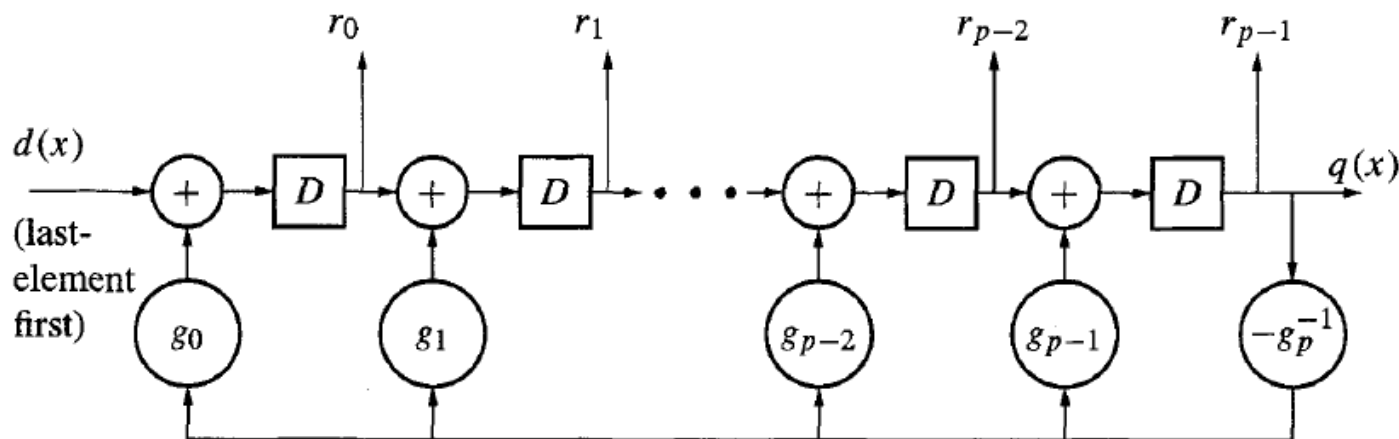 r₀ r₁ rₚ₋₂ rₚ₋₁
d(x) + D + D • • • + D + D q(x)
(last-
element
first)
g₀ g₁ gₚ₋₂ gₚ₋₁ −gₚ⁻¹